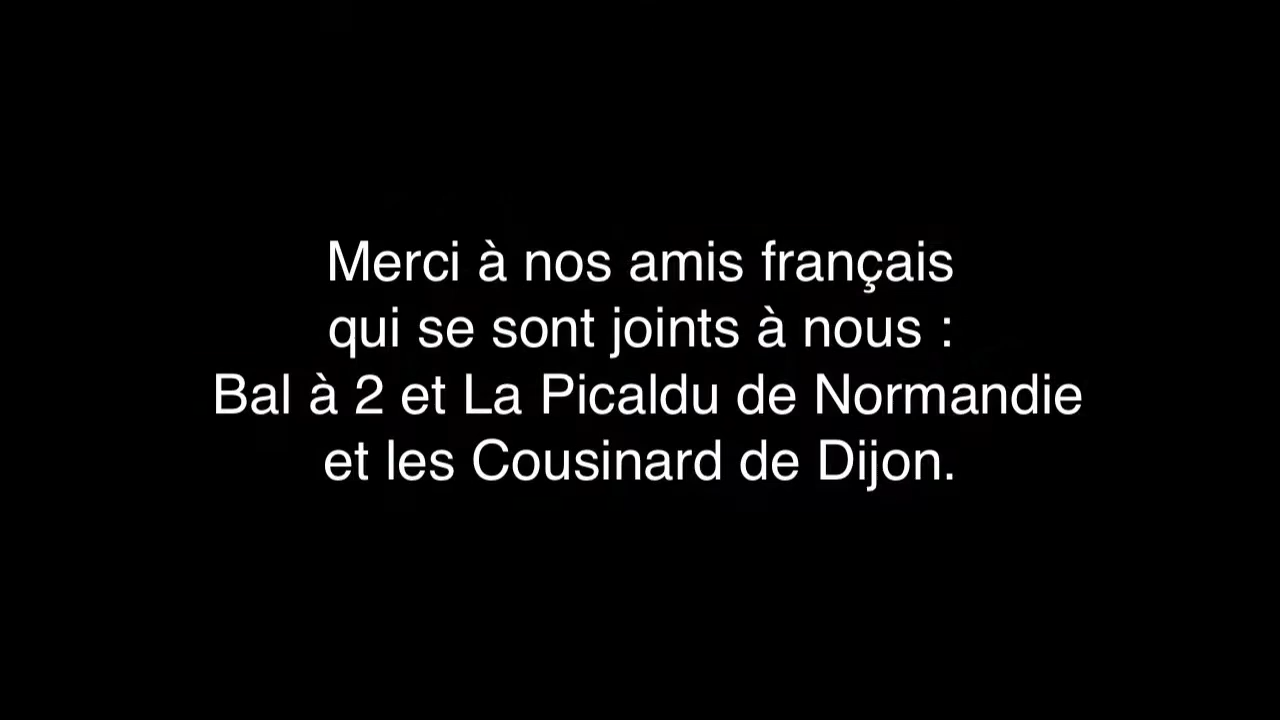 Merci à nos amis français
qui se sont joints à nous :
Bal à 2 et La Picaldu de Normandie
et les Cousinard de Dijon.